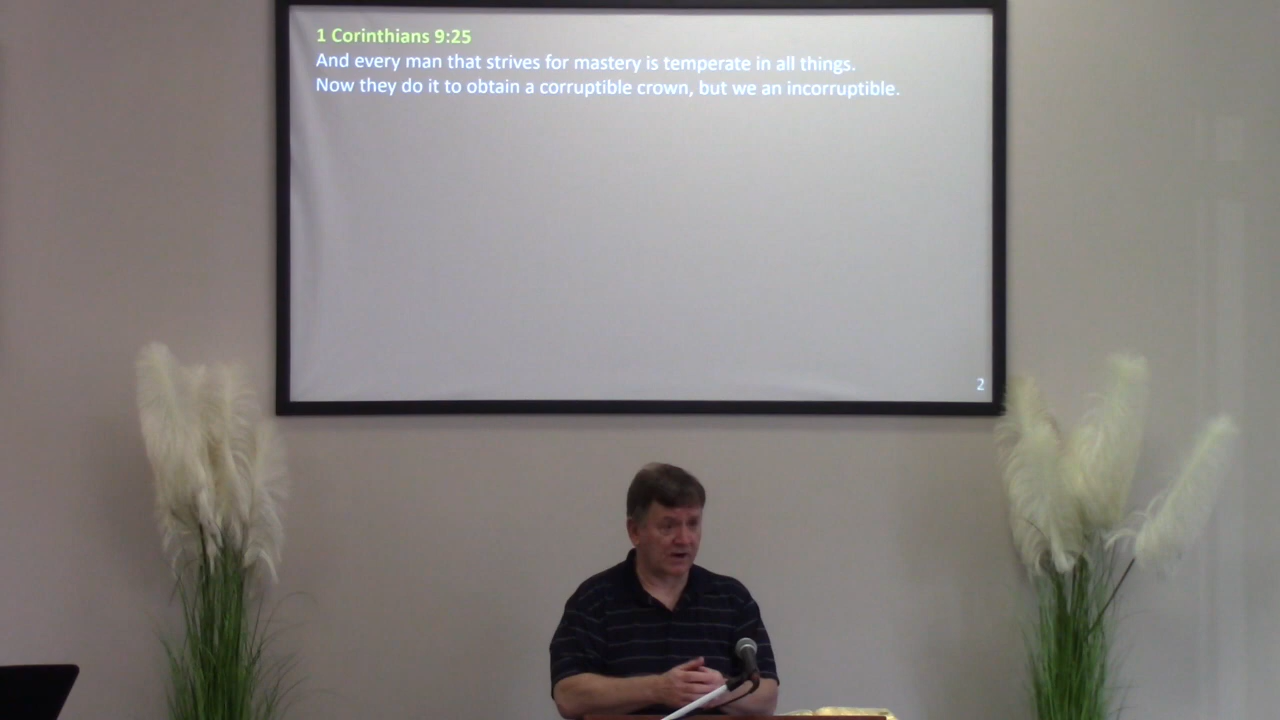 1 Corinthians 9:25
And every man that strives for mastery is temperate in all things.
Now they do it to obtain a corruptible crown, but we an incorruptible.
2